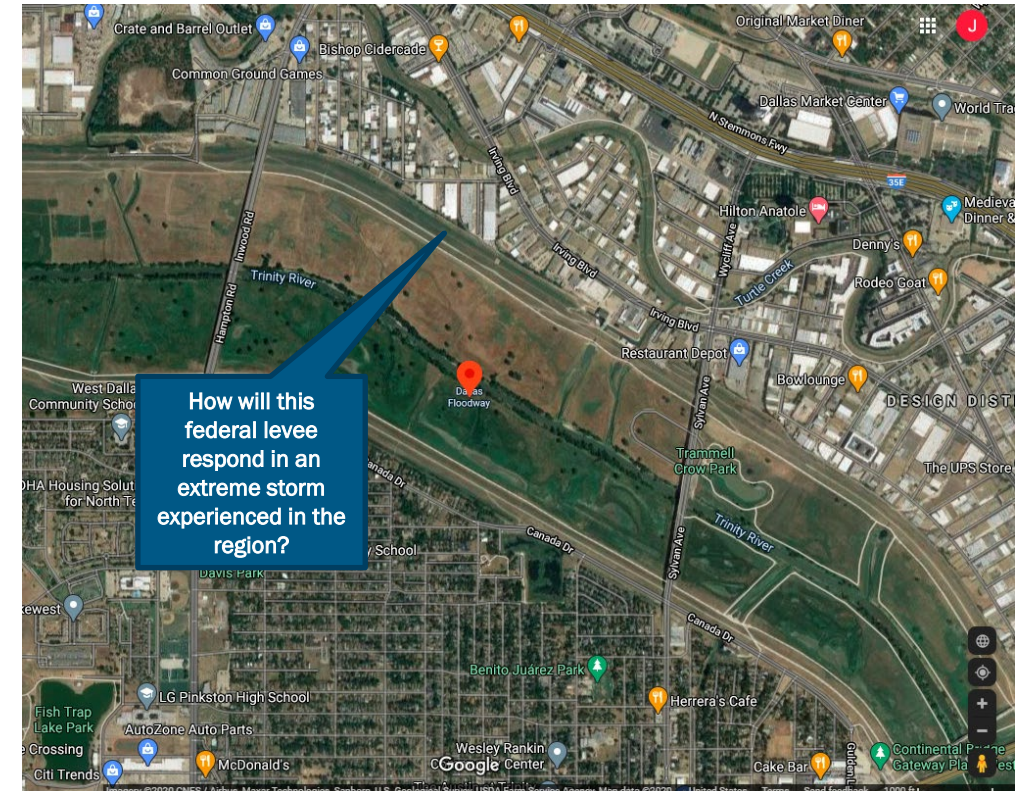 Crate and Barrel Outlet
Original Market Diner
J
Bishop Cidercade
Common Ground Games
Dallas Market Center
World Tra
N Stemmons Fwy
Irving Blvd
35E
Inwood Rd
Hilton Anatole
Medieva
Dinner &
Wycliff Ave
Denny's
Irving Blvd
Trinity River
Turtle Creek
Rodeo Goat
Hampton Rd
Irving Blvd
Restaurant Depot
Bowlounge
West Dalla
Community Schoo
How will this
federal levee
respond in an
extreme storm
experienced in the
region?
Floodway
Sylvan Ave
DESIGN DIST
Trammell
Crow Park
The UPS Store
HA Housing Solut
for North Te
anada Dr
Trinity River
Canada Dr
y School
Sylvan Ave
Davis Park
kewest
Canada Dr
Benito Juárez Park
LG Pinkston High School
Herrera's Cafe
Fish Trap
Lake Park
AutoZone Auto Parts
e Crossing
Wesley Rankin
Center
Google
McDonald's
Citi Trends
Cake Bar
Continental
Gateway Pla